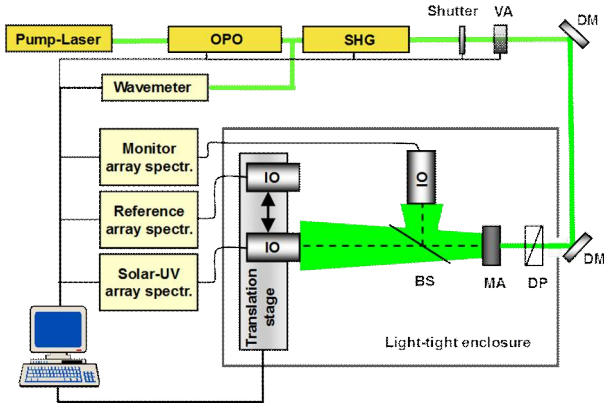 Shutter
VA
DM
Pump-Laser
OPO
SHG
Wavemeter
Monitor
array spectr.
IO
IO
Reference
array spectr.
IO
Solar-UV
array spectr.
BS
MA
DP
DM
Translation
stage
Light-tight enclosure